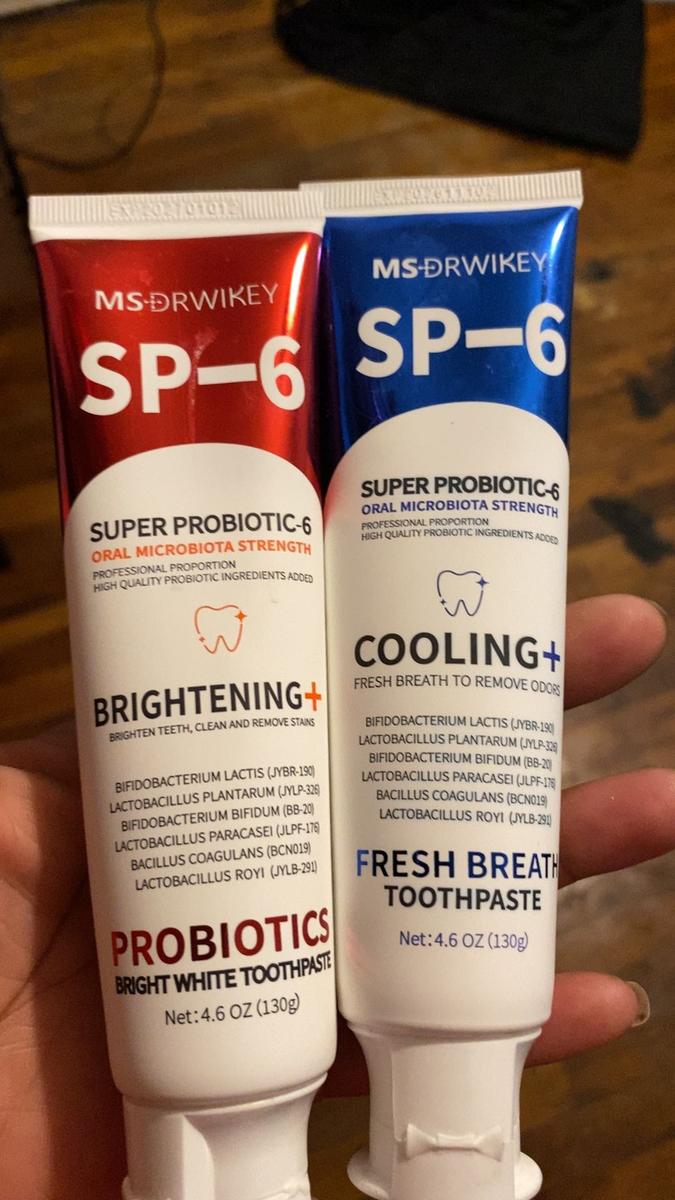 MS·DRWIKEY
SP-6
SUPER PROBIOTIC-6
ORAL MICROBIOTA STRENGTH
PROFESSIONAL PROPORTION
HIGH QUALITY PROBIOTIC INGREDIENTS ADDED
BRIGHTENING+
BRIGHTEN TEETH, CLEAN AND REMOVE STAINS
BIFIDOBACTERIUM LACTIS (JYBR-190)
LACTOBACILLUS PLANTARUM (JYLP-326)
BIFIDOBACTERIUM BIFIDUM (BB-20)
LACTOBACILLUS PARACASEI (JLPF-176)
BACILLUS COAGULANS (BCN019)
LACTOBACILLUS ROYI (JYLB-291)
PROBIOTICS
BRIGHT WHITE TOOTHPASTE
Net:4.6 OZ (130g)
MS·DRWIKEY
SP-6
SUPER PROBIOTIC-6
ORAL MICROBIOTA STRENGTH
PROFESSIONAL PROPORTION
HIGH QUALITY PROBIOTIC INGREDIENTS ADDED
COOLING+
FRESH BREATH TO REMOVE ODORS
BIFIDOBACTERIUM LACTIS (JYBR-190)
LACTOBACILLUS PLANTARUM (JYLP-326)
BIFIDOBACTERIUM BIFIDUM (BB-20)
LACTOBACILLUS PARACASEI (JLPF-176)
BACILLUS COAGULANS (BCN019)
LACTOBACILLUS ROYI (JYLB-291)
FRESH BREATH
TOOTHPASTE
Net:4.6 OZ (130g)